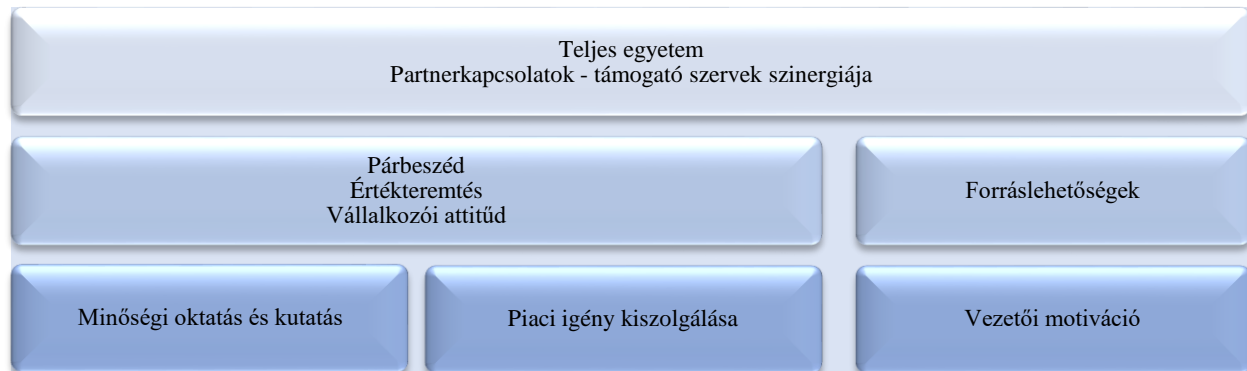 Teljes egyetem
Partnerkapcsolatok - támogató szervek szinergiája
Párbeszéd
Értékteremtés
Vállalkozói attitűd
Forráslehetőségek
Minőségi oktatás és kutatás
Piaci igény kiszolgálása
Vezetői motiváció